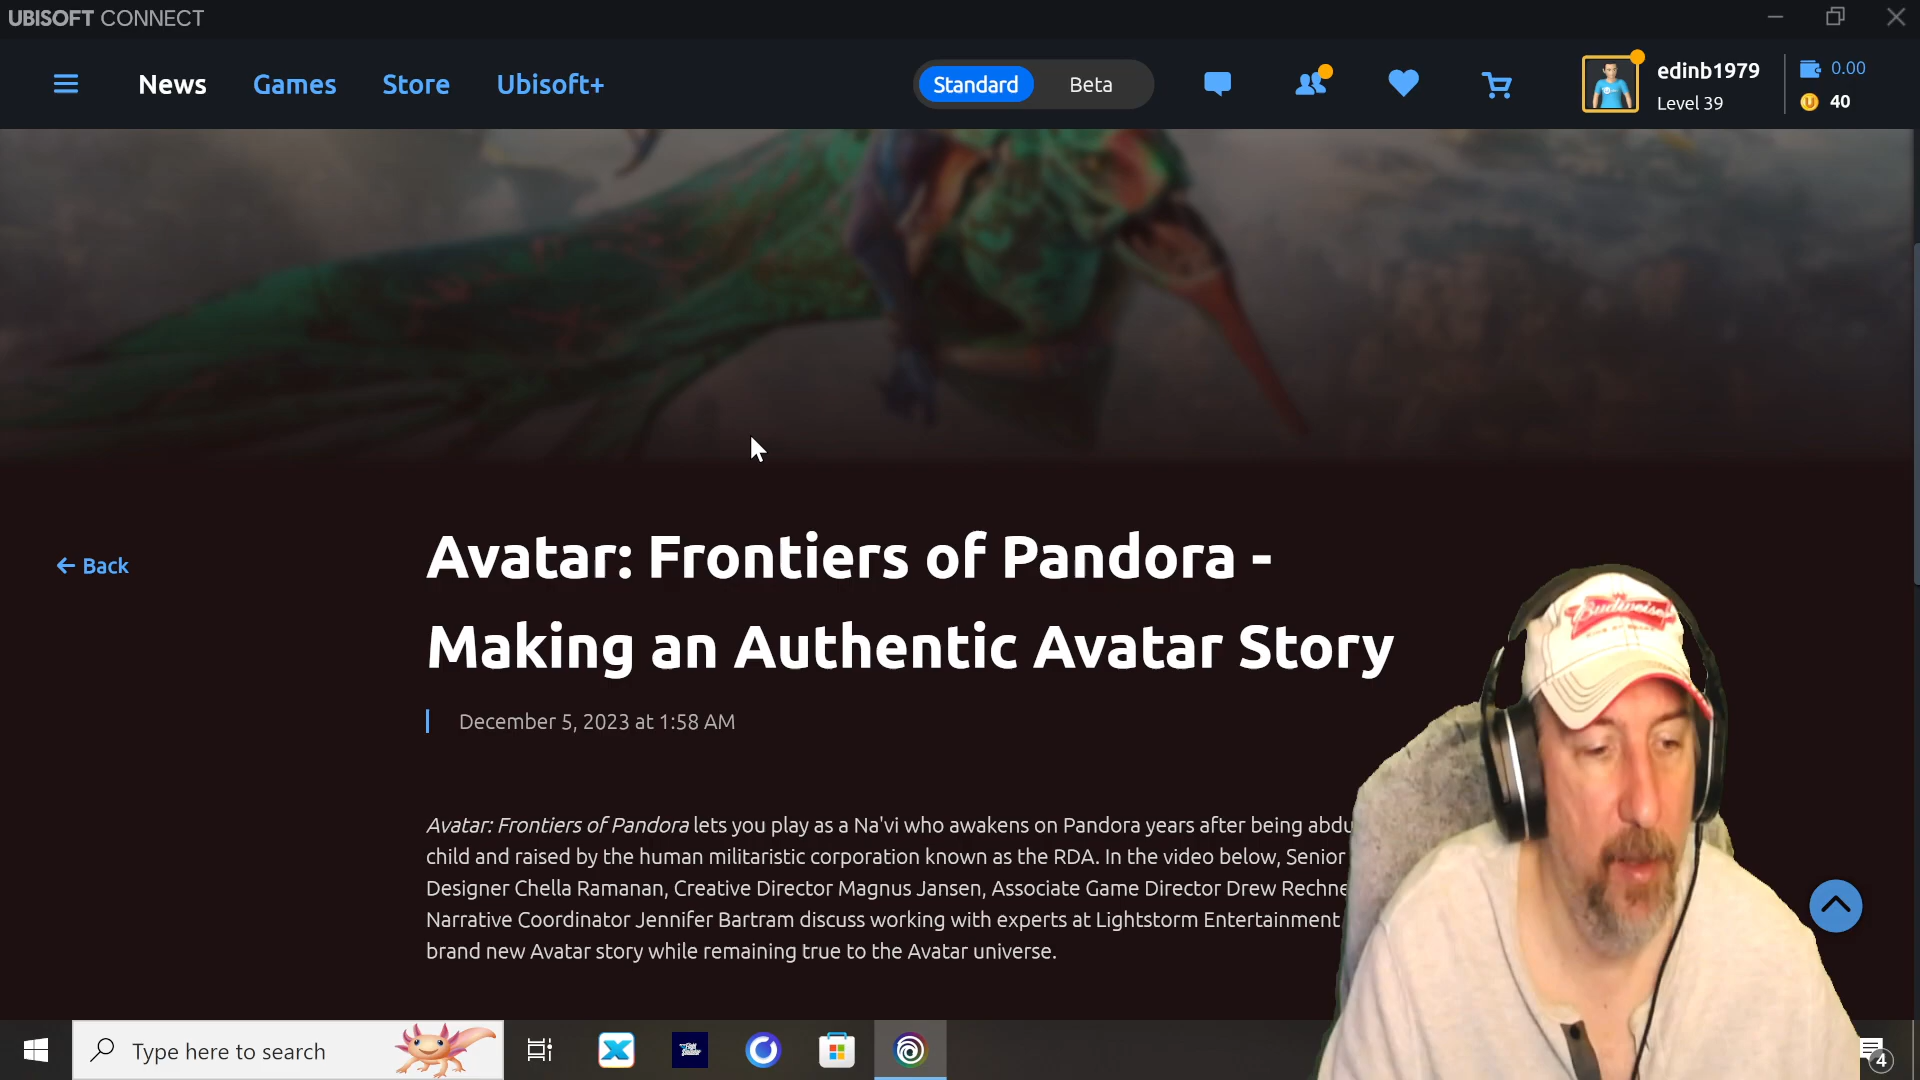 UBISOFT CONNECT
News Games Store Ubisoft+ Standard Beta
edinb1979
Level 39
0.00
40
← Back
Avatar: Frontiers of Pandora -
Making an Authentic Avatar Story
December 5, 2023 at 1:58 AM
Avatar: Frontiers of Pandora lets you play as a Na'vi who awakens on Pandora years after being
child and raised by the human militaristic corporation known as the RDA. In the video below, Senior
Designer Chella Ramanan, Creative Director Magnus Jansen, Associate Game Director Drew
Narrative Coordinator Jennifer Bartram discuss working with experts at Lightstorm Entertainment
brand new Avatar story while remaining true to the Avatar universe.
Budweiser
Type here to search
4